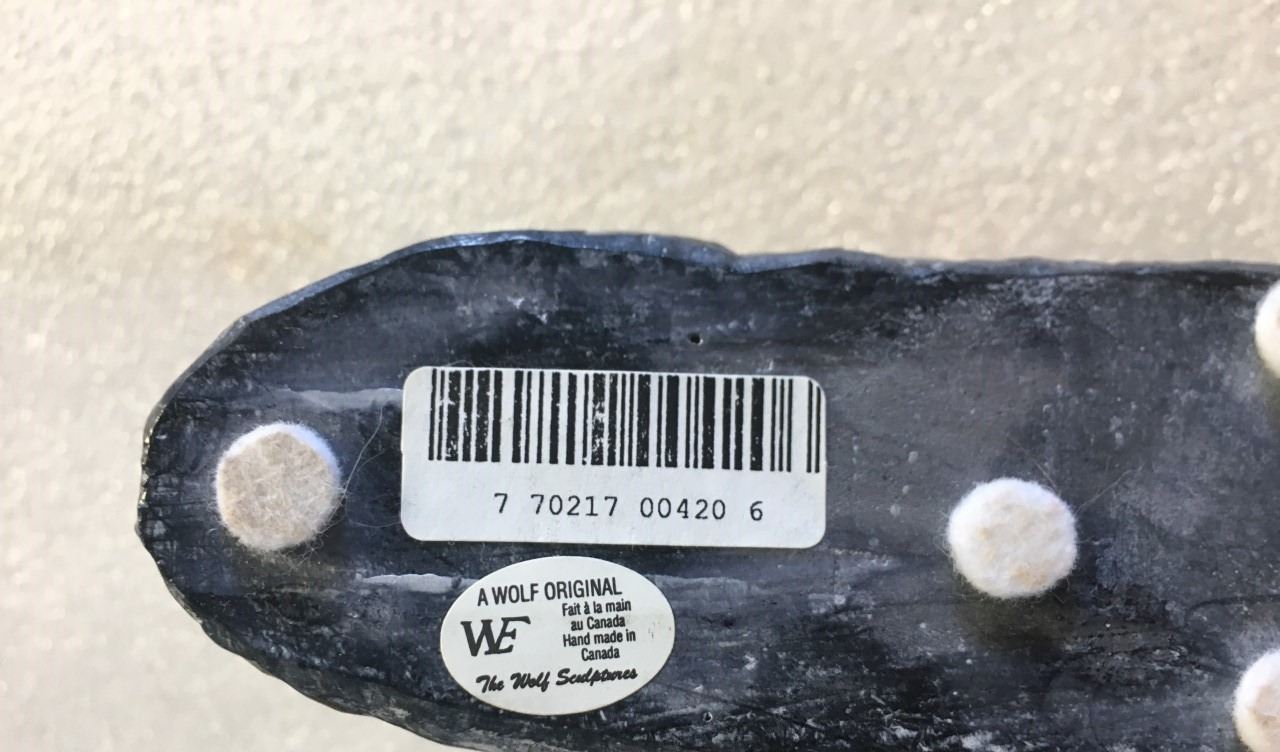 7 70217 00420 6
A WOLF ORIGINAL
WE
Fait à la main
au Canada
Hand made in
Canada
The Wolf Sculptures